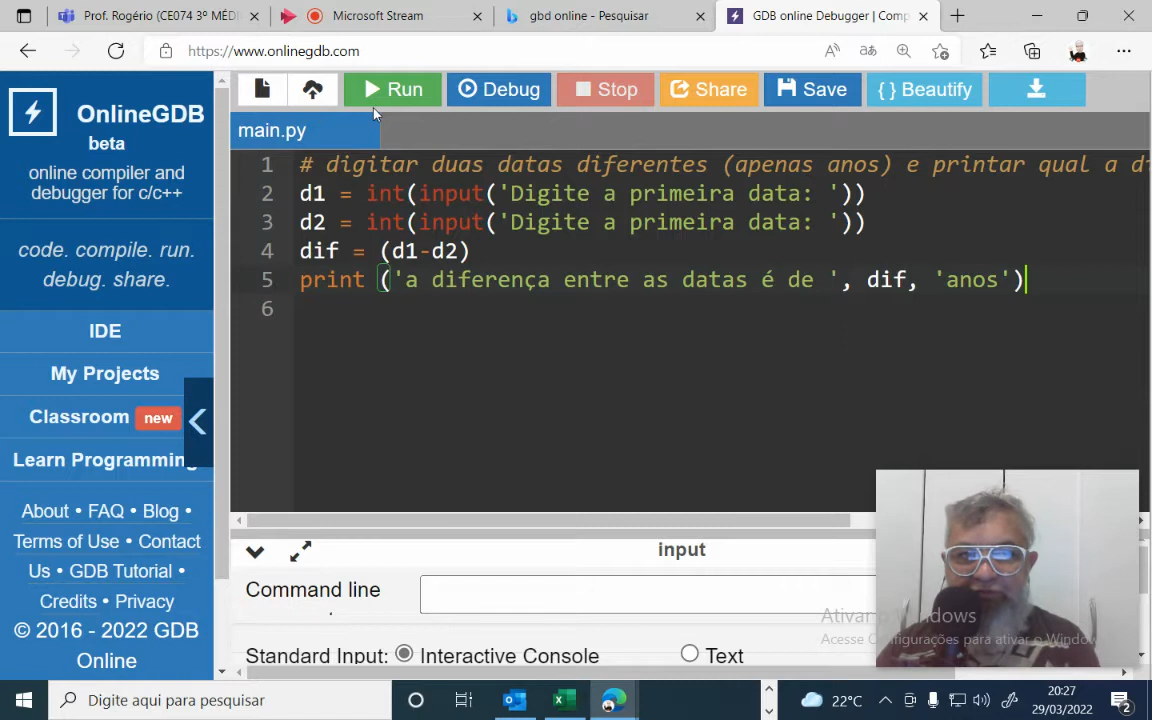 Prof. Rogério (CE074 3º MÉDI
Microsoft Stream
gbd online - Pesquisar
GDB online Debugger | Comp
https://www.onlinegdb.com
OnlineGDB
beta
online compiler and
debugger for c/c++
code. compile. run.
debug. share.
IDE
My Projects
Classroom new
Learn Programming
About • FAQ • Blog •
Terms of Use • Contact
Us • GDB Tutorial •
Credits • Privacy
© 2016 - 2022 GDB
Online
Run
Debug
Stop
Share
Save
{ } Beautify
main.py
1 # digitar duas datas diferentes (apenas anos) e printar qual a di
2 d1 = int(input('Digite a primeira data: '))
3 d2 = int(input('Digite a primeira data: '))
4 dif = (d1-d2)
5 print ('a diferença entre as datas é de ', dif, 'anos')
6
input
Command line
Standard Input: Interactive Console Text
Ativar o Windows
Acesse Configurações para ativar o Windows
Digite aqui para pesquisar
22°C
20:27
29/03/2022
2